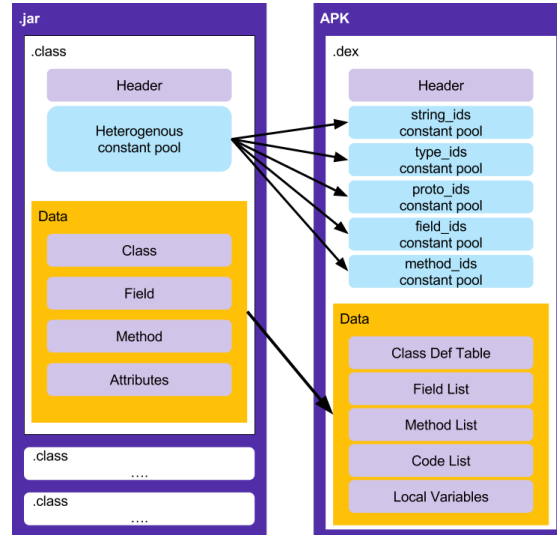 .jar
.class
Header
Heterogenous
constant pool
Data
Class
Field
Method
Attributes
.class
....
.class
....
APK
.dex
Header
string_ids
constant pool
type_ids
constant pool
proto_ids
constant pool
field_ids
constant pool
method_ids
constant pool
Data
Class Def Table
Field List
Method List
Code List
Local Variables